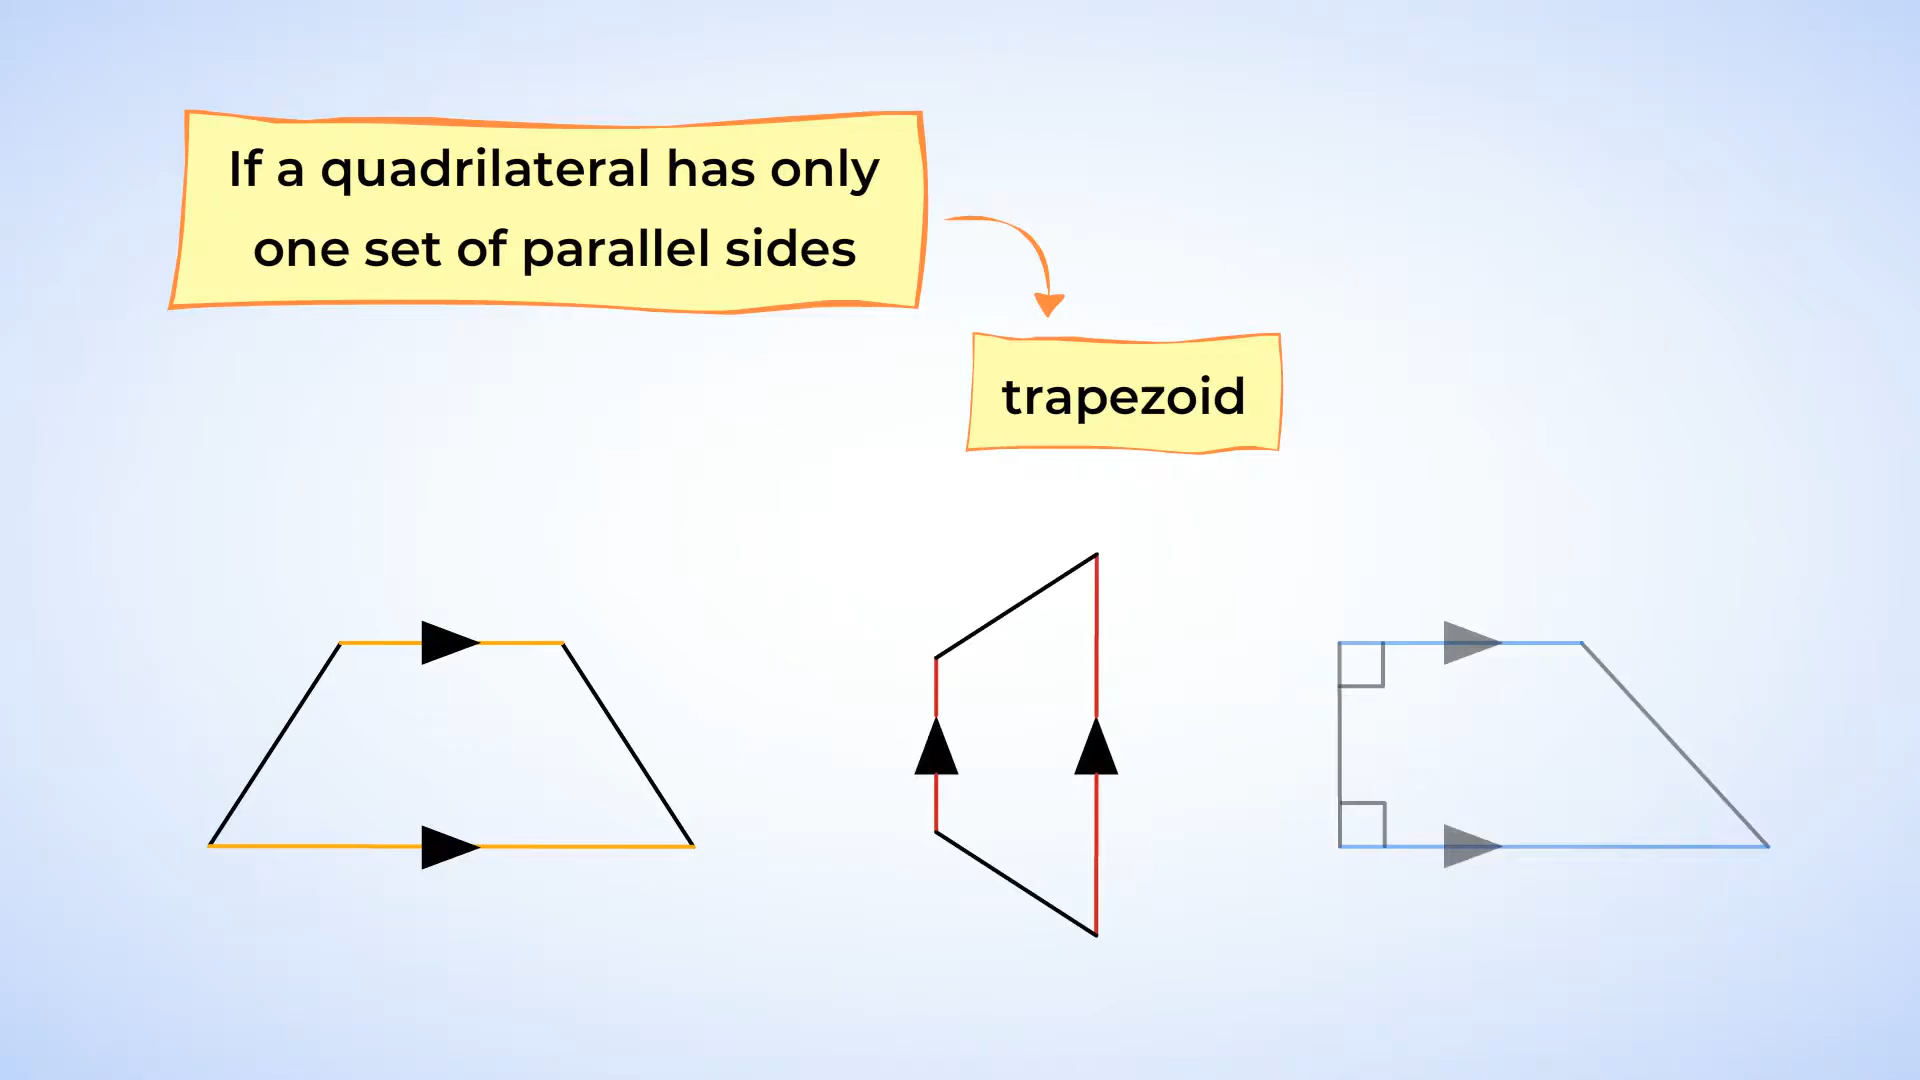 If a quadrilateral has only
one set of parallel sides
trapezoid